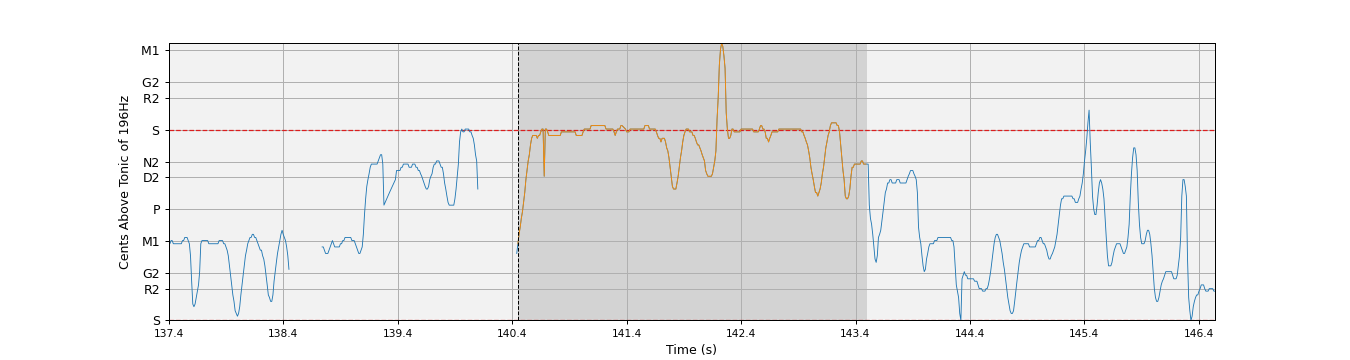 M1
G2
R2
S
N2
D2
P
M1
G2
R2
S
Cents Above Tonic of 196Hz
137.4 138.4 139.4 140.4 141.4 142.4 143.4 144.4 145.4 146.4
Time (s)